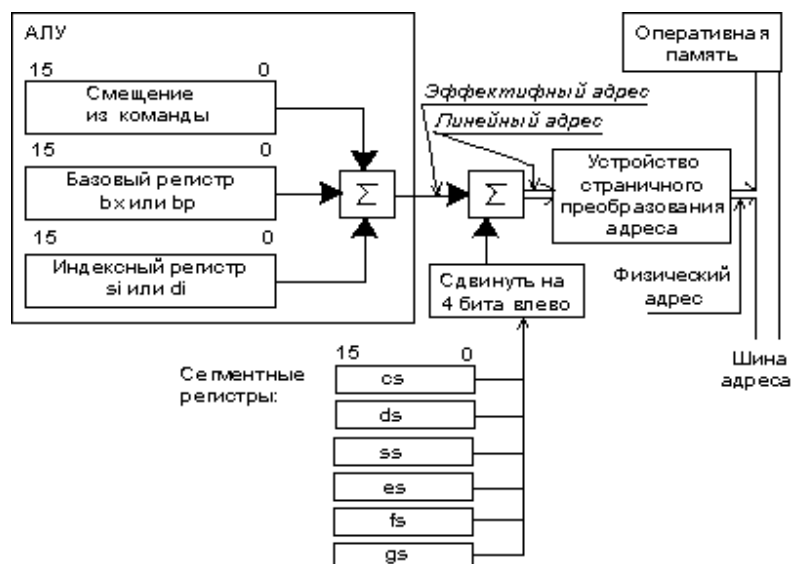 АЛУ
Оперативная
память
15 0
Смещение
из команды
15 0
Базовый регистр
bx или bp
15 0
Индексный регистр
si или di
Σ
Эффектифный адрес
Линейный адрес
Σ
Устройство
страничного
преобразования
адреса
Сдвинуть на
4 бита влево
Физический
адрес
Шина
адреса
Сегментные
регистры:
15 0
cs
ds
ss
es
fs
gs